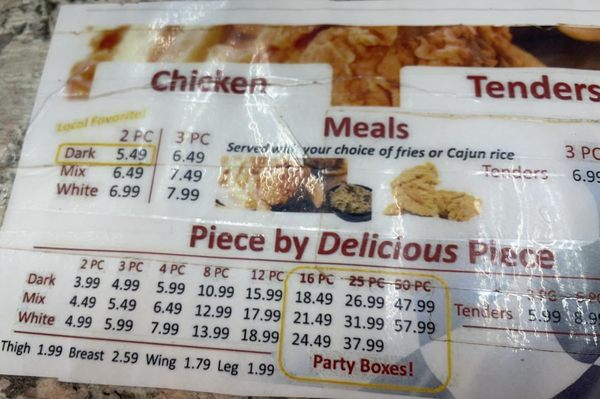 Chicken
Tenders
Local Favorite!
Meals
Served with your choice of fries or Cajun rice
2 PC 3 PC
Dark 5.49 6.49
Mix 6.49 7.49
White 6.99 7.99
3 PC
Tenders 6.99
Piece by Delicious Piece
2 PC 3 PC 4 PC 8 PC 12 PC 16 PC 25 PC 50 PC
Dark 3.99 4.99 5.99 10.99 15.99 18.49 26.99 47.99
Mix 4.49 5.49 6.49 12.99 17.99 21.49 31.99 57.99
White 4.99 5.99 7.99 13.99 18.99 24.49 37.99
Party Boxes!
Tenders 5.99 8.99
Thigh 1.99 Breast 2.59 Wing 1.79 Leg 1.99